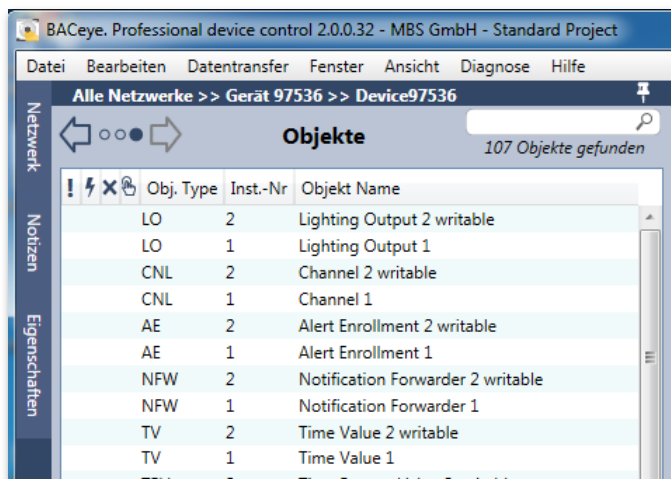 BACeye. Professional device control 2.0.0.32 - MBS GmbH - Standard Project
Datei Bearbeiten Datentransfer Fenster Ansicht Diagnose Hilfe
Alle Netzwerke >> Gerät 97536 >> Device97536
Netzwerk
Notizen
Eigenschaften
Objekte
107 Objekte gefunden
! Obj. Type Inst.-Nr Objekt Name
LO 2 Lighting Output 2 writable
LO 1 Lighting Output 1
CNL 2 Channel 2 writable
CNL 1 Channel 1
AE 2 Alert Enrollment 2 writable
AE 1 Alert Enrollment 1
NFW 2 Notification Forwarder 2 writable
NFW 1 Notification Forwarder 1
TV 2 Time Value 2 writable
TV 1 Time Value 1